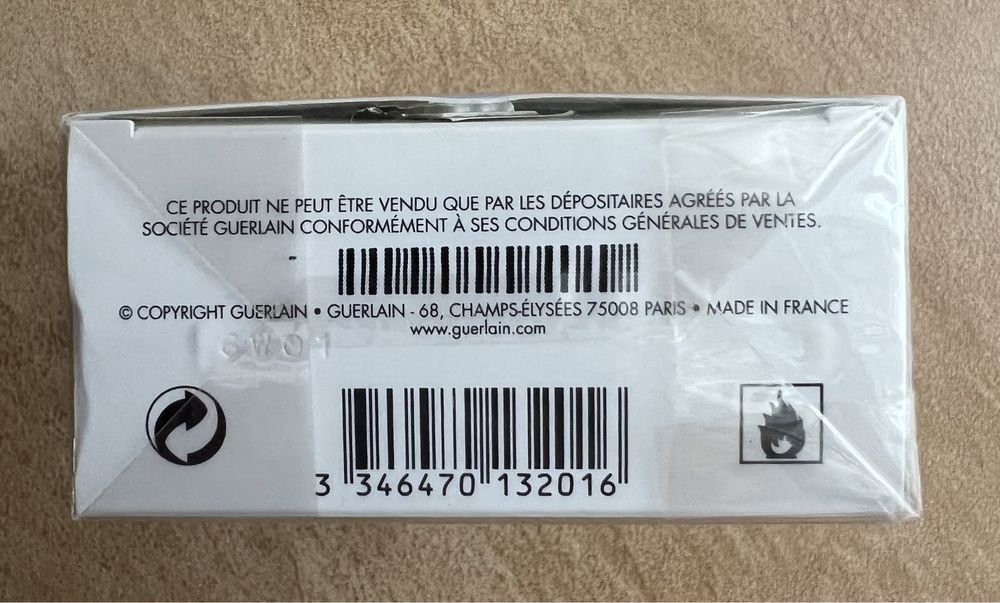 CE PRODUIT NE PEUT ÊTRE VENDU QUE PAR LES DÉPOSITAIRES AGRÉÉS PAR LA
SOCIÉTÉ GUERLAIN CONFORMÉMENT À SES CONDITIONS GÉNÉRALES DE VENTES.
© COPYRIGHT GUERLAIN • GUERLAIN - 68, CHAMPS-ÉLYSÉES 75008 PARIS • MADE IN FRANCE
www.guerlain.com
3 346470 132016